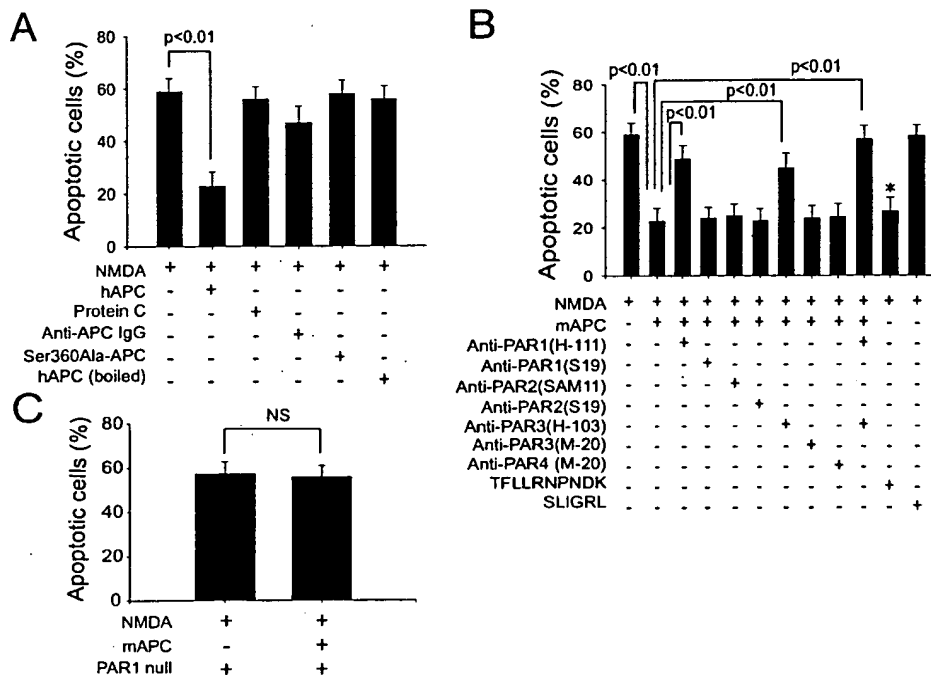 A
Apoptotic cells (%)
80
60
40
20
0
p<0.01
NMDA + + + + + +
hAPC - + - - - -
Protein C - - + - - -
Anti-APC IgG - - - + - -
Ser360Ala-APC - - - - + -
hAPC (boiled) - - - - - +
B
Apoptotic cells (%)
80
60
40
20
0
p<0.01
p<0.01
p<0.01
p<0.01
*
NMDA + + + + + + + + + + + +
mAPC - + + + + + + + + + - -
Anti-PAR1(H-111) - - + - - - - - - + - -
Anti-PAR1(S19) - - - + - - - - - - - -
Anti-PAR2(SAM11) - - - - + - - - - - - -
Anti-PAR2(S19) - - - - - + - - - - - -
Anti-PAR3(H-103) - - - - - - + - - + - -
Anti-PAR3(M-20) - - - - - - - + - - - -
Anti-PAR4 (M-20) - - - - - - - - + - - -
TFLLRNPNDK - - - - - - - - - - + -
SLIGRL - - - - - - - - - - - +
C
Apoptotic cells (%)
80
60
40
20
0
NS
NMDA + +
mAPC - +
PAR1 null + +